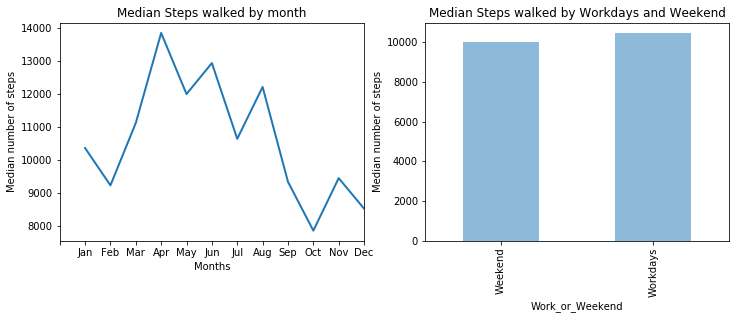 Median Steps walked by month
Median number of steps
14000
13000
12000
11000
10000
9000
8000
Jan Feb Mar Apr May Jun Jul Aug Sep Oct Nov Dec
Months
Median Steps walked by Workdays and Weekend
Median number of steps
10000
8000
6000
4000
2000
0
Weekend
Workdays
Work_or_Weekend